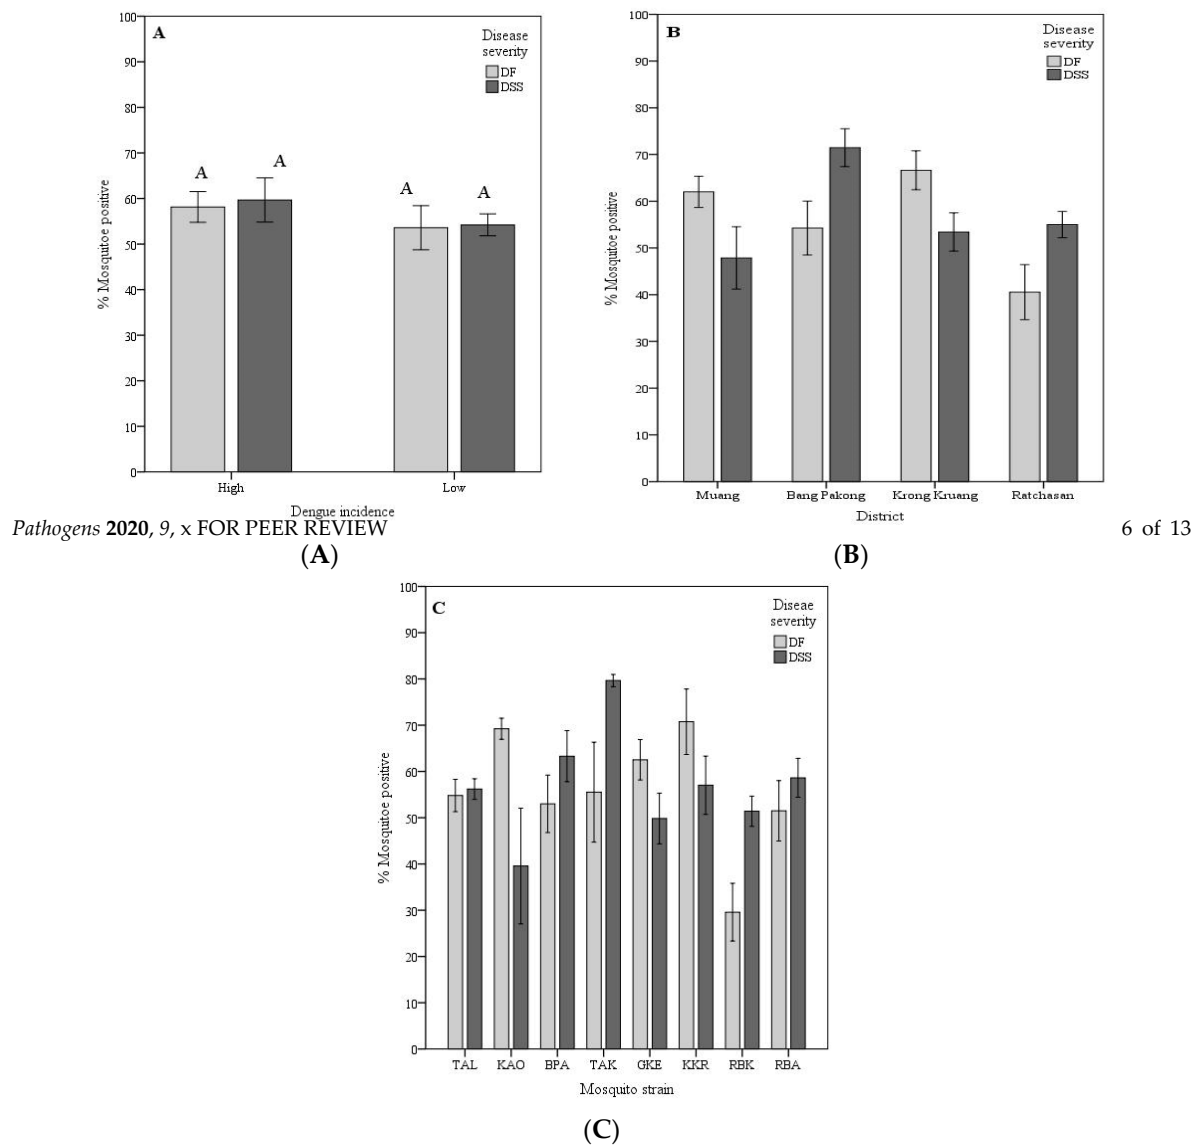 A
Disease
severity
DF
DSS
100
90
80
70
60
50
40
30
20
10
0
% Mosquitoe positive
A
A
A
A
High
Low
Dengue incidence
B
Disease
severity
DF
DSS
100
90
80
70
60
50
40
30
20
10
0
% Mosquitoe positive
Muang
Bang Pakong
Krong Kruang
Ratchasan
District
Pathogens 2020, 9, x FOR PEER REVIEW
6 of 13
(A)
(B)
C
Diseae
severity
DF
DSS
100
90
80
70
60
50
40
30
20
10
0
% Mosquitoe positive
TAL
KAO
BPA
TAK
GKE
KKR
RBK
RBA
Mosquito strain
(C)